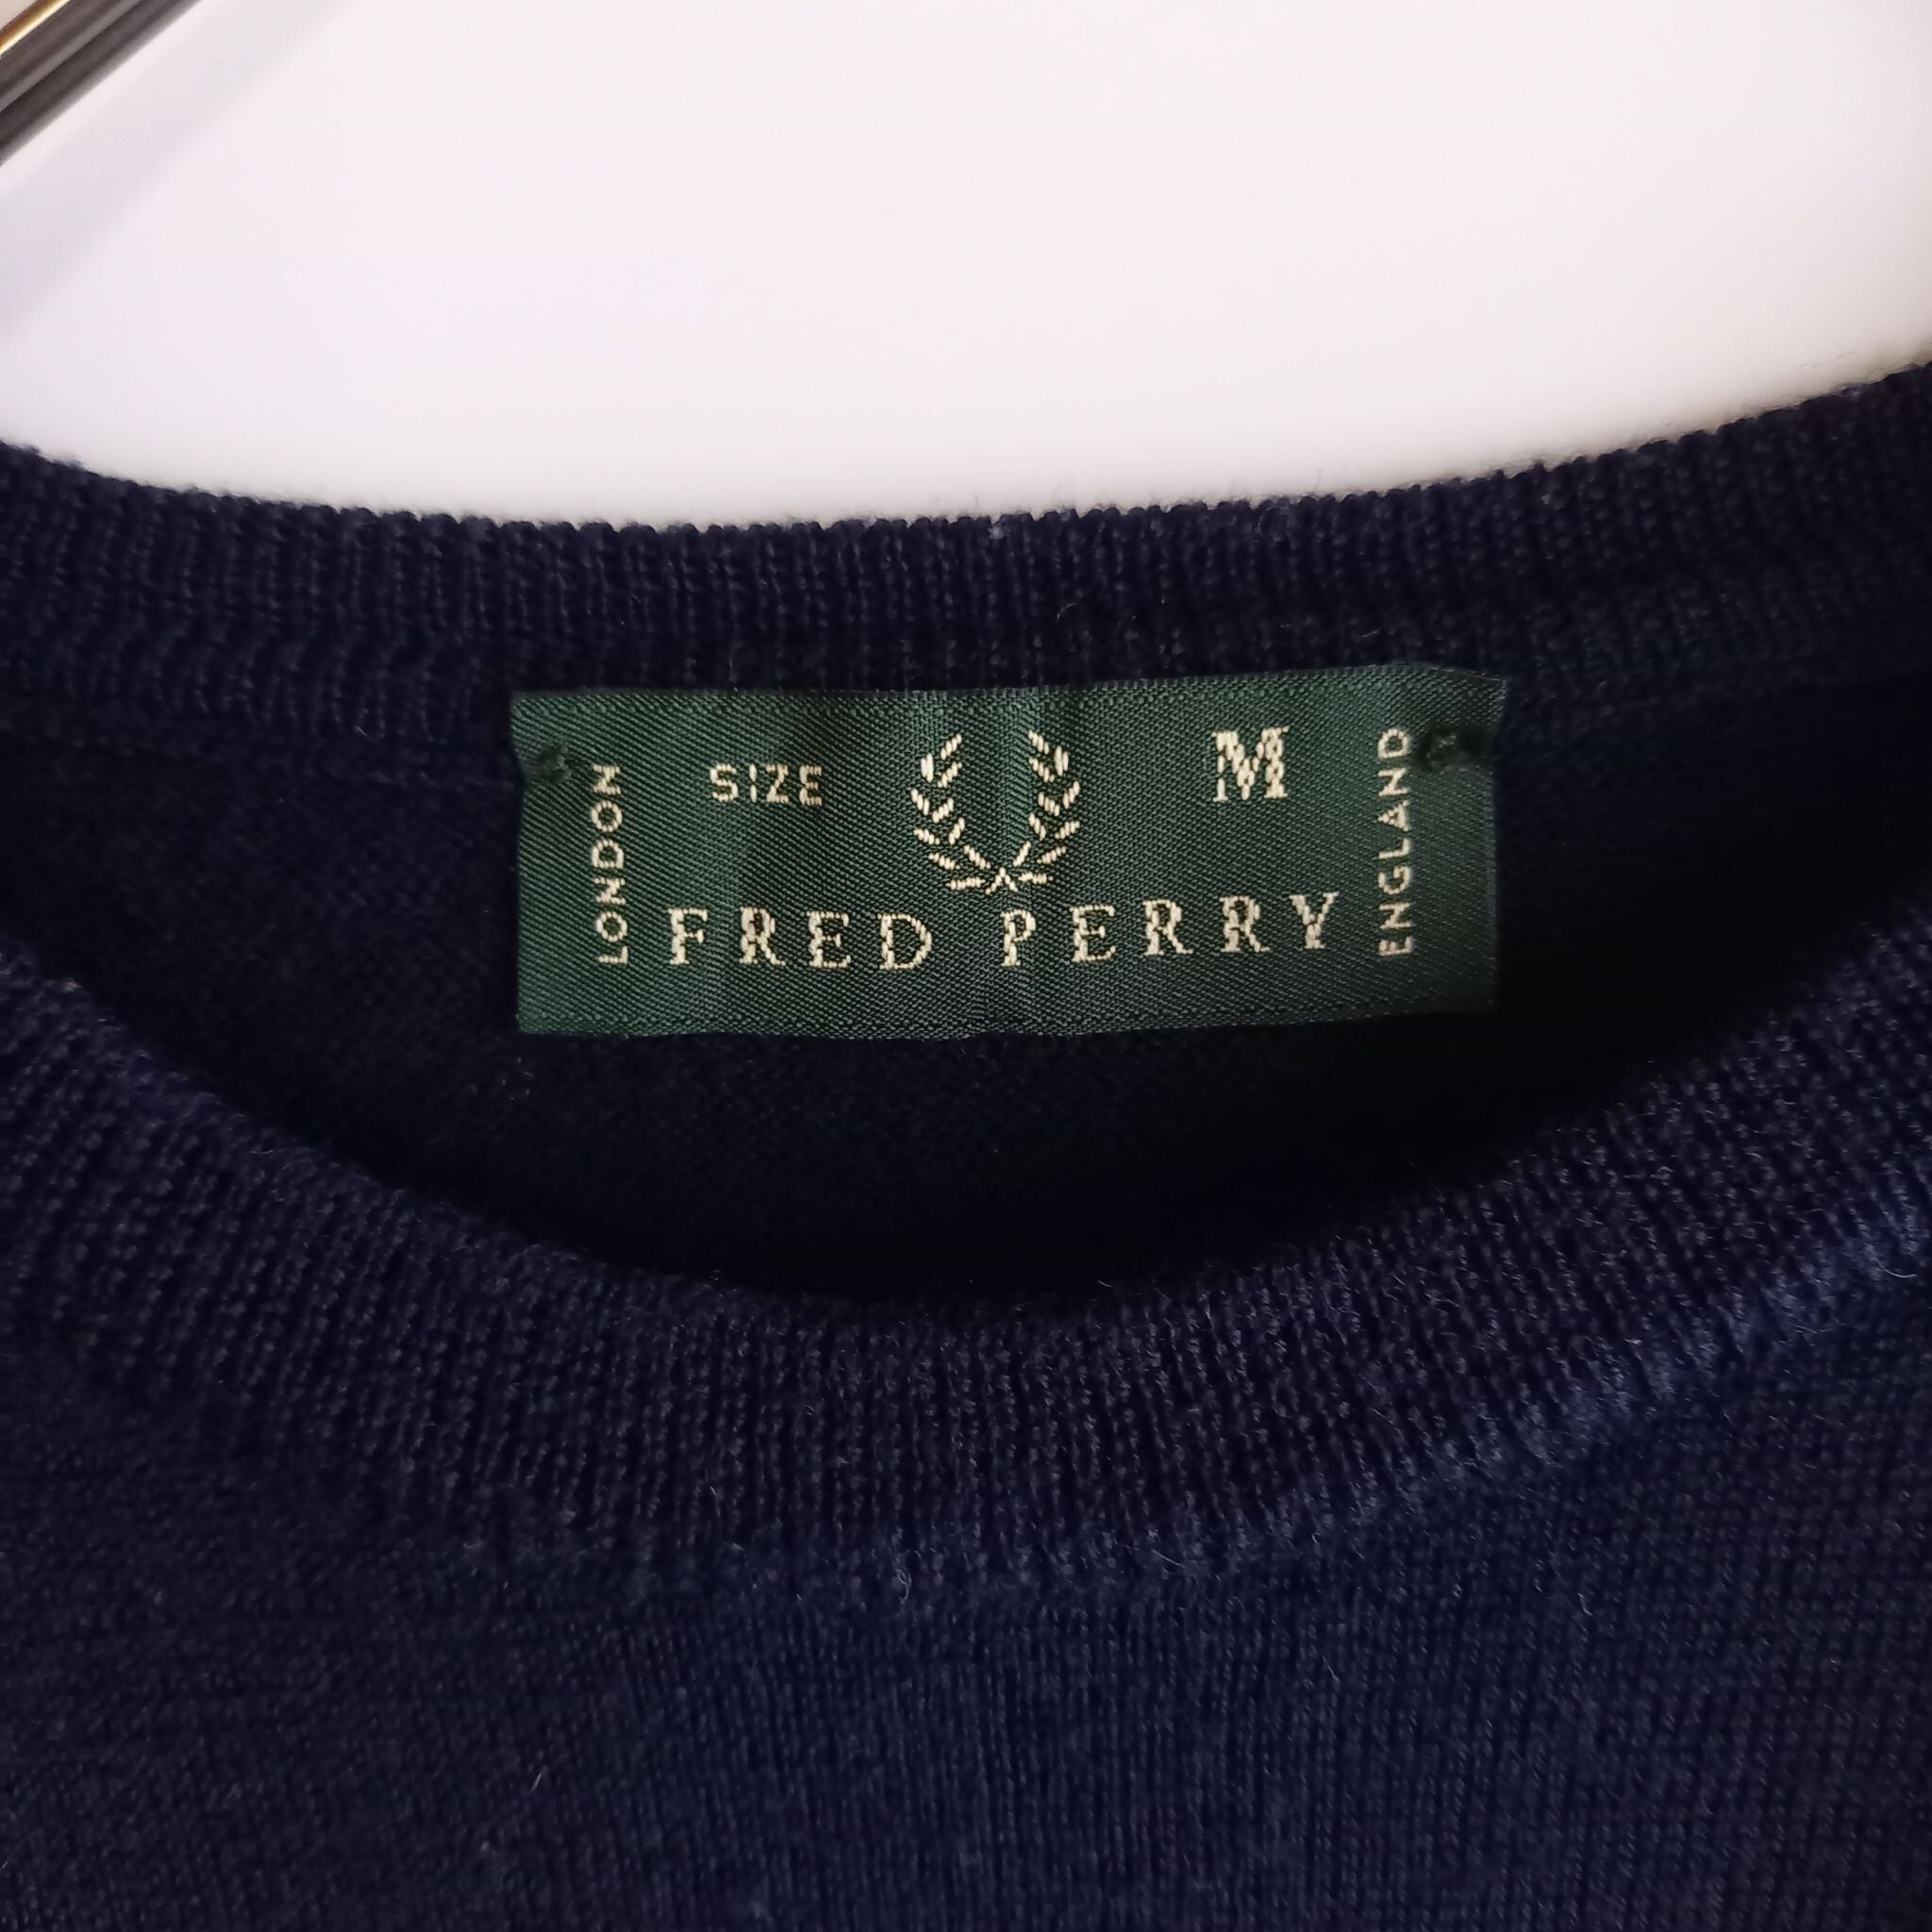 LONDON
SIZE M
FRED PERRY
ENGLAND